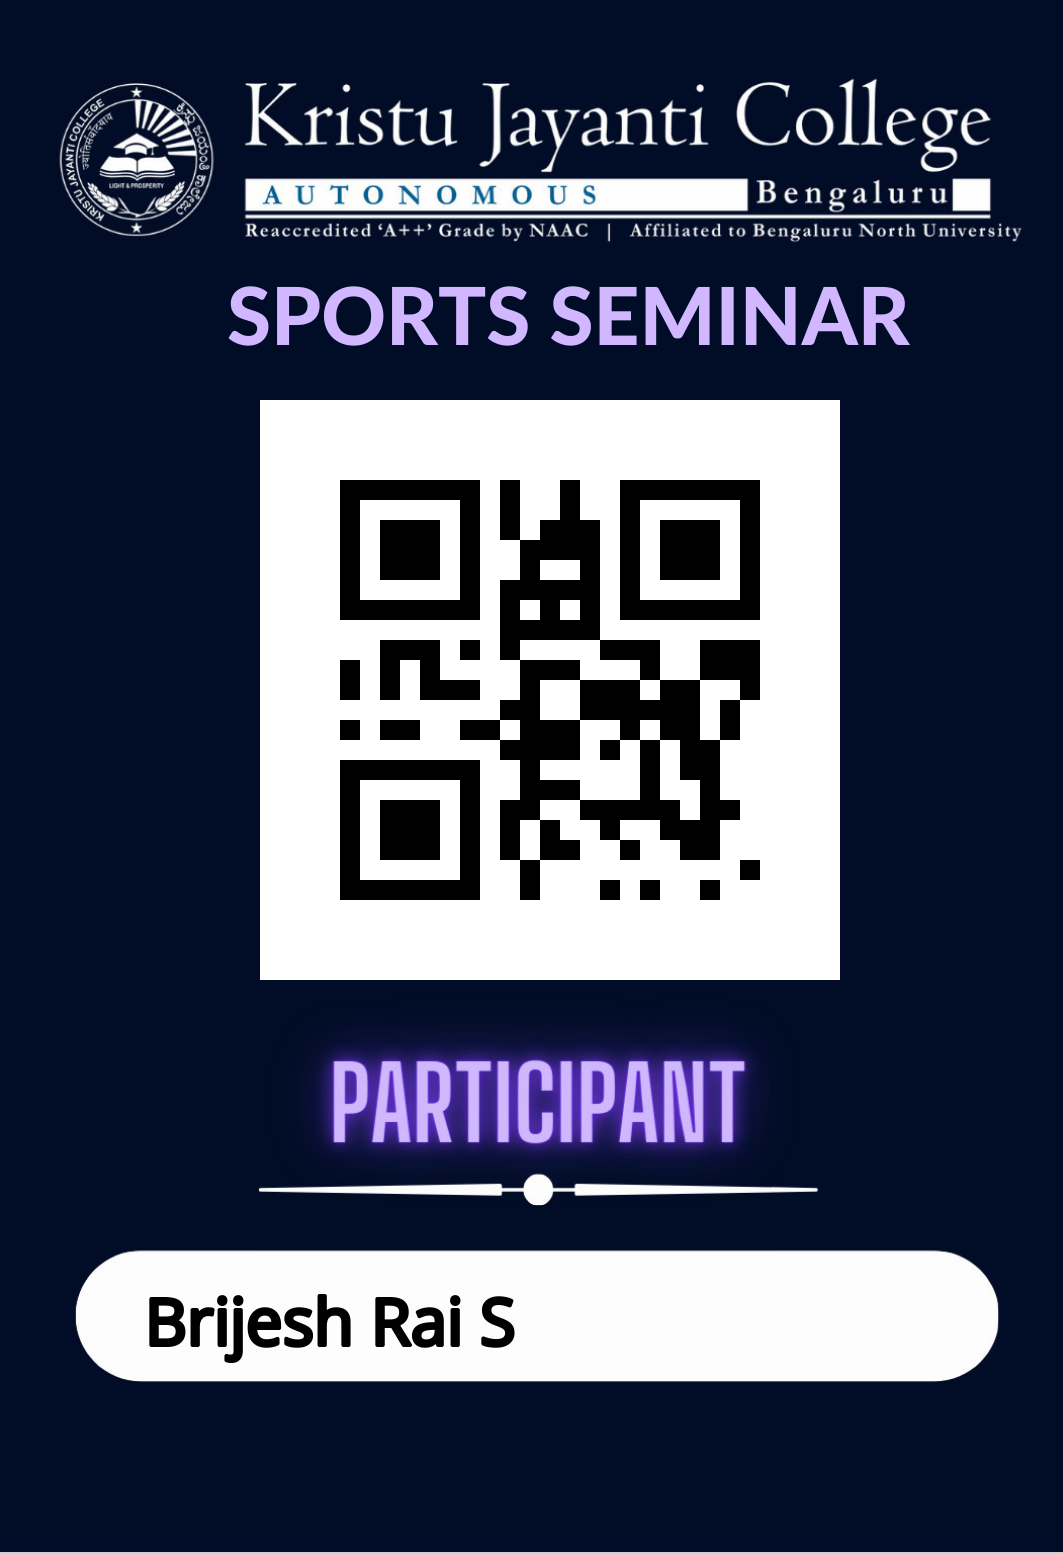 KRISTU JAYANTI COLLEGE
LIGHT & PROSPERITY
Kristu Jayanti College
AUTONOMOUS Bengaluru
Reaccredited ‘A++’ Grade by NAAC | Affiliated to Bengaluru North University
SPORTS SEMINAR
PARTICIPANT
Brijesh Rai S